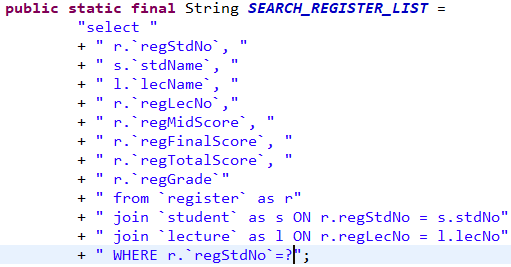 public static final String SEARCH_REGISTER_LIST =
"select "
+ " r.`regStdNo`, "
+ " s.`stdName`, "
+ " l.`lecName`, "
+ " r.`regLecNo`,"
+ " r.`regMidScore`, "
+ " r.`regFinalScore`, "
+ " r.`regTotalScore`, "
+ " r.`regGrade`"
+ " from `register` as r"
+ " join `student` as s ON r.regStdNo = s.stdNo"
+ " join `lecture` as l ON r.regLecNo = l.lecNo"
+ " WHERE r.`regStdNo`=?";